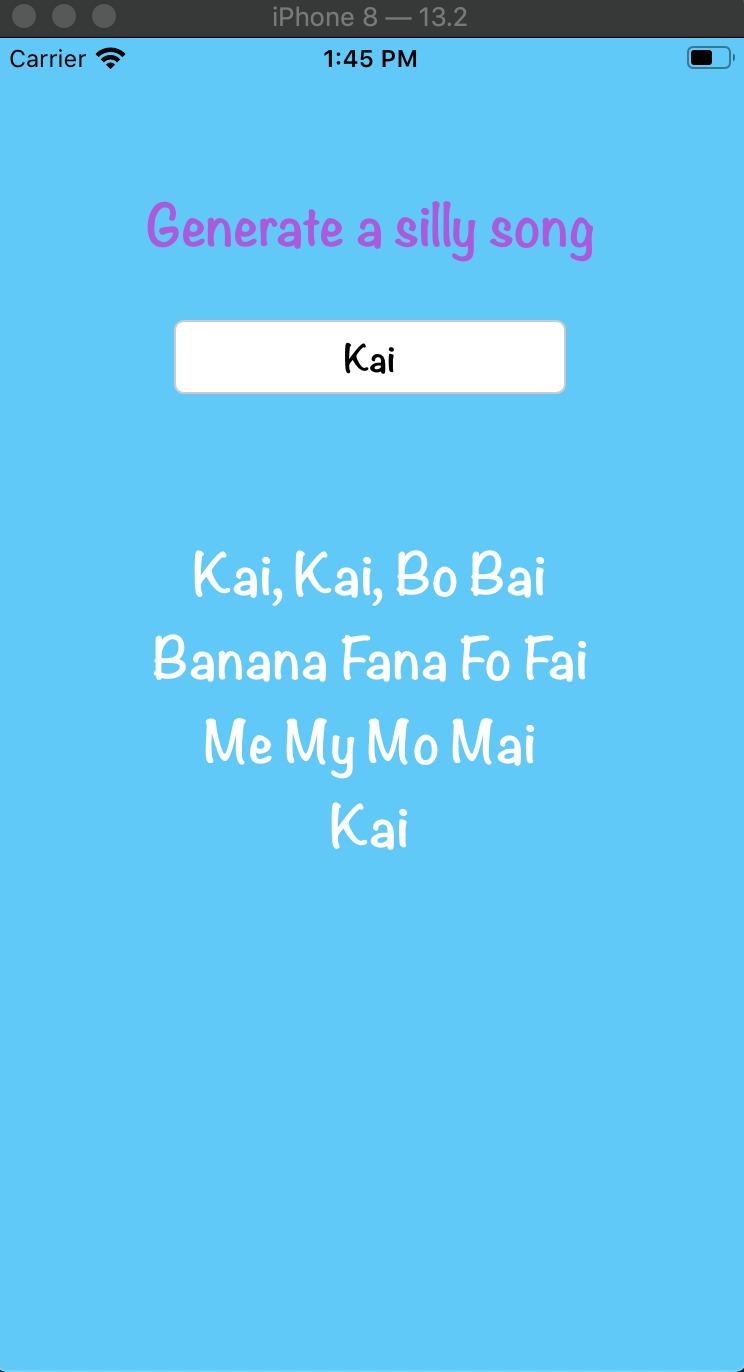 iPhone 8 — 13.2
Carrier 1:45 PM
Generate a silly song
Kai
Kai, Kai, Bo Bai
Banana Fana Fo Fai
Me My Mo Mai
Kai